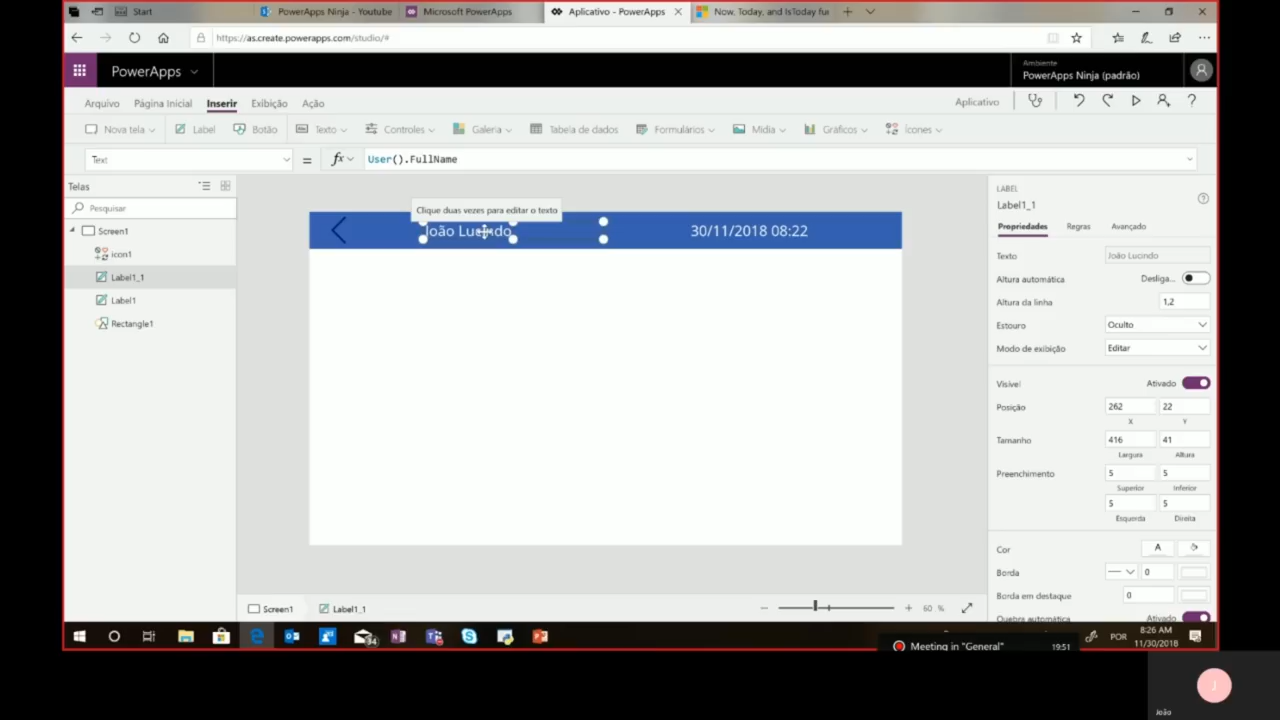 Start
PowerApps Ninja - Youtube
Microsoft PowerApps
Aplicativo - PowerApps
Now, Today, and IsToday fu
https://as.create.powerapps.com/studio/#
PowerApps
Ambiente
PowerApps Ninja (padrão)
Arquivo
Página Inicial
Inserir
Exibição
Ação
Aplicativo
Nova tela
Label
Botão
Texto
Controles
Galeria
Tabela de dados
Formulários
Mídia
Gráficos
Ícones
Text
=
fx
User().FullName
Telas
Pesquisar
Screen1
icon1
Label1_1
Label1
Rectangle1
Clique duas vezes para editar o texto
João Lucindo
30/11/2018 08:22
LABEL
Label1_1
Propriedades
Regras
Avançado
Texto
João Lucindo
Altura automática
Desliga...
Altura da linha
1,2
Estouro
Oculto
Modo de exibição
Editar
Visível
Ativado
Posição
262
22
X
Y
Tamanho
416
41
Largura
Altura
Preenchimento
5
5
Superior
Inferior
5
5
Esquerda
Direita
Cor
A
Borda
0
Borda em destaque
0
Quebra automática
Ativado
Screen1
Label1_1
60 %
34
POR
8:26 AM
11/30/2018
Meeting in "General"
19:51
J
João